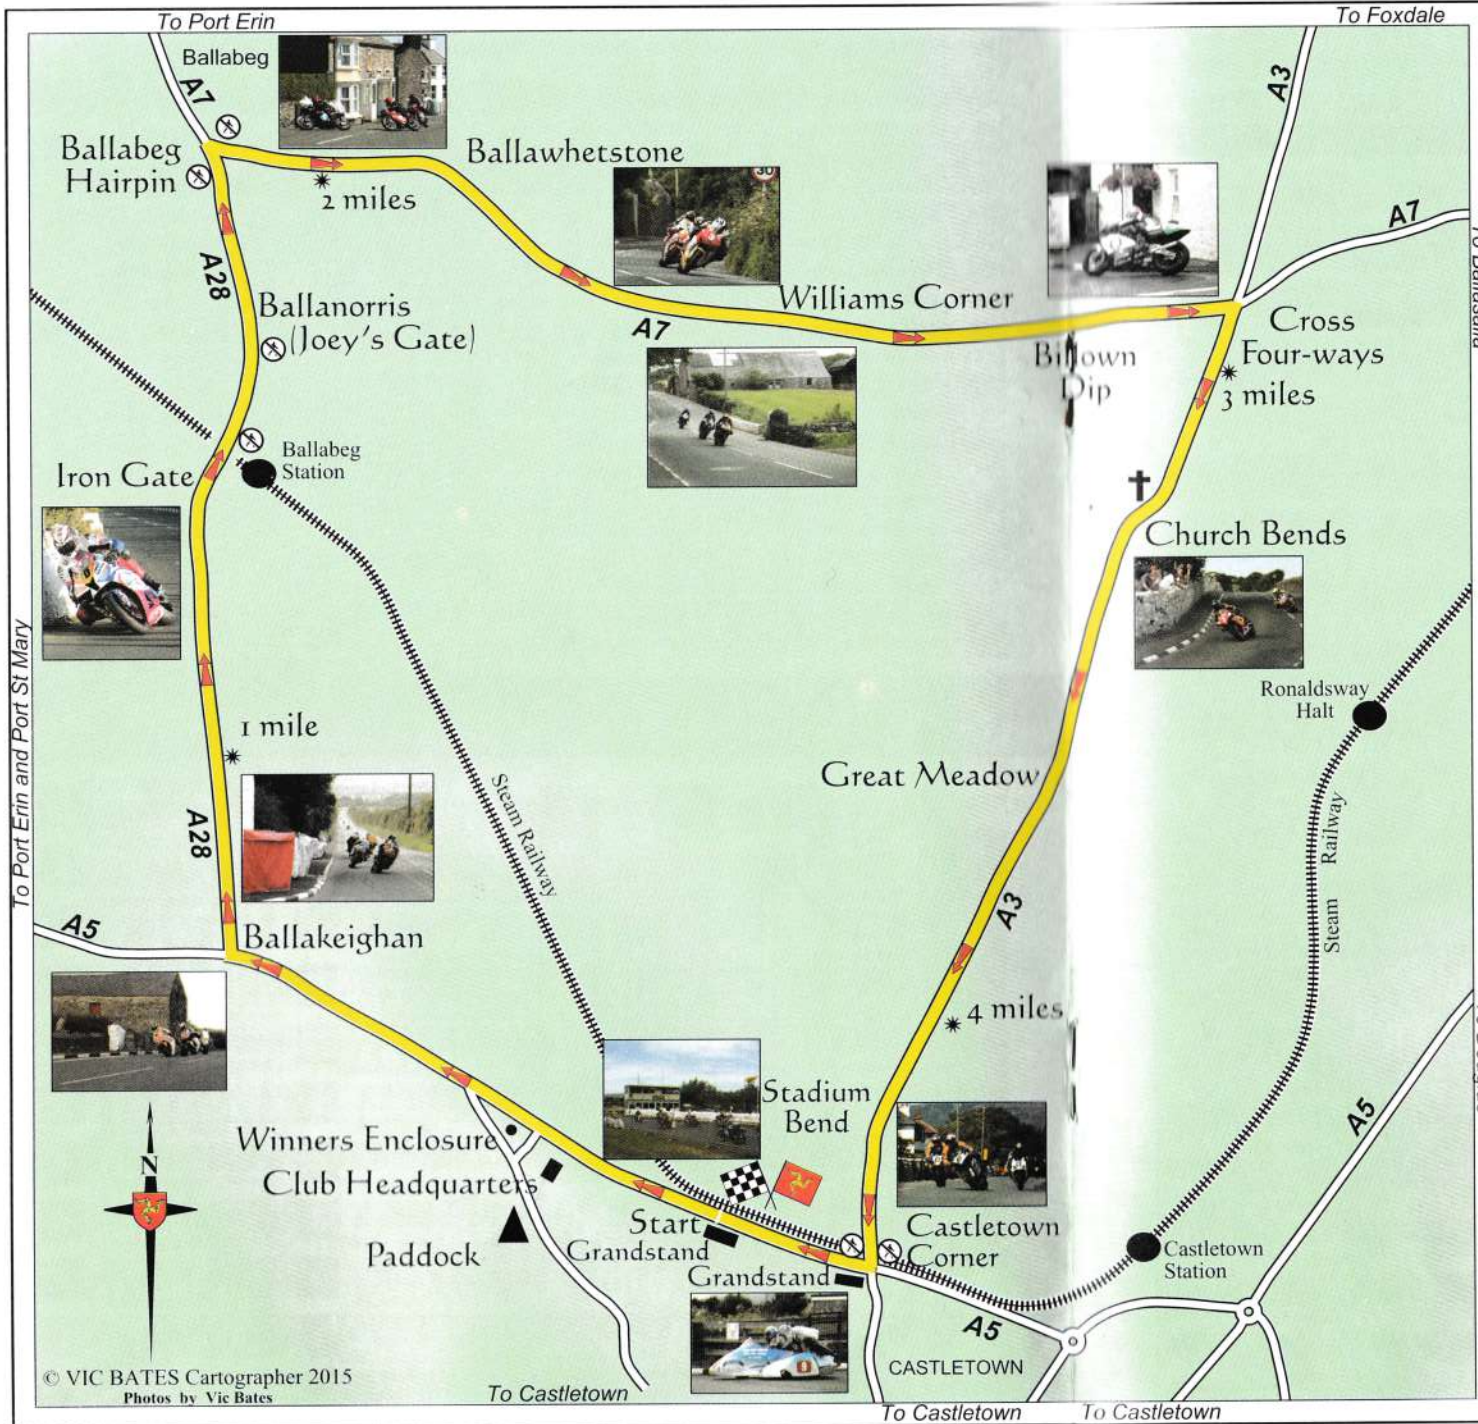 To Port Erin
To Foxdale
Ballabeg
A7
A3
Ballabeg
Hairpin
2 miles
Ballawhetstone
30
A7
A28
Ballanorris
(Joey's Gate)
Williams Corner
A7
Cross
Four-ways
Billown
Dip
3 miles
Iron Gate
Ballabeg
Station
Church Bends
To Port Erin and Port St Mary
Ronaldsway
Halt
1 mile
Steam Railway
Great Meadow
Steam Railway
A28
A3
A5
Ballakeighan
4 miles
A5
Stadium
Bend
N
Winners Enclosure
Club Headquarters
Paddock
Start
Grandstand
Grandstand
Castletown
Corner
Castletown
Station
A5
9
CASTLETOWN
© VIC BATES Cartographer 2015
Photos by Vic Bates
To Castletown
To Castletown
To Castletown